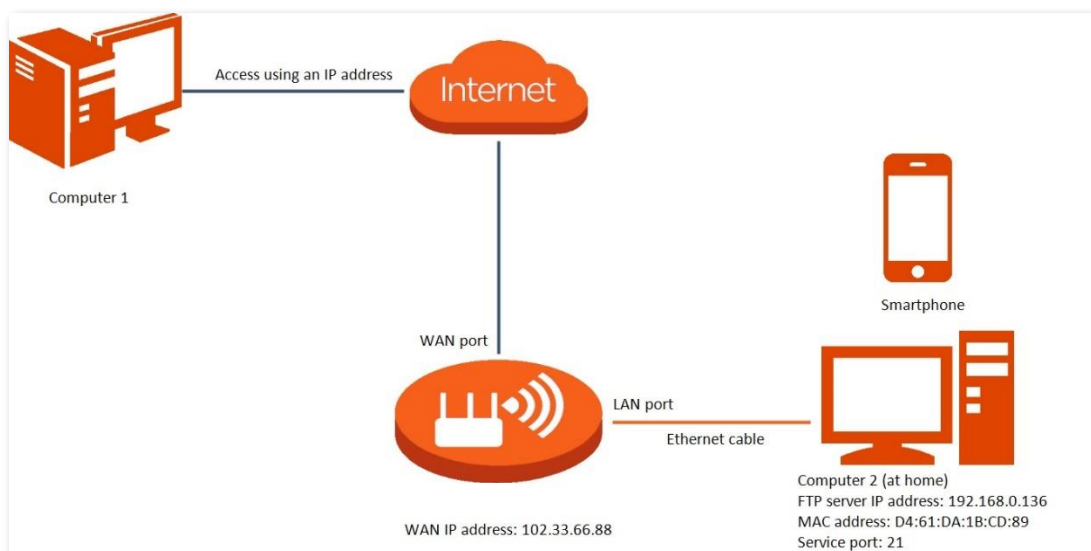 Access using an IP address
Internet
Computer 1
Smartphone
WAN port
LAN port
Ethernet cable
Computer 2 (at home)
FTP server IP address: 192.168.0.136
MAC address: D4:61:DA:1B:CD:89
Service port: 21
WAN IP address: 102.33.66.88